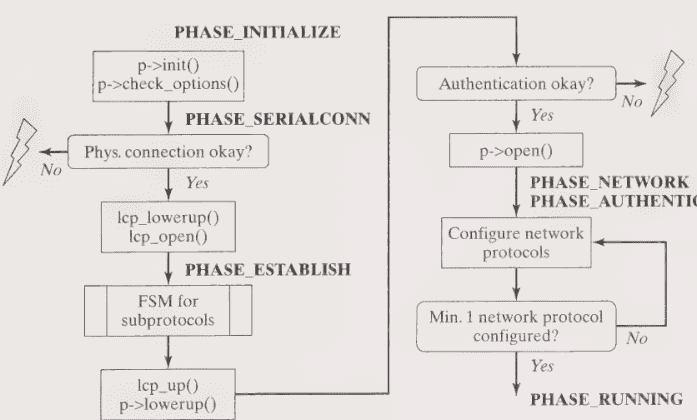 PHASE_INITIALIZE
p->init()
p->check_options()
PHASE_SERIALCONN
Phys. connection okay?
No
Yes
lcp_lowerup()
lcp_open()
PHASE_ESTABLISH
FSM for
subprotocols
lcp_up()
p->lowerup()
Authentication okay?
No
Yes
p->open()
PHASE_NETWORK
PHASE_AUTHENTIC
Configure network
protocols
Min. 1 network protocol
configured?
No
Yes
PHASE_RUNNING